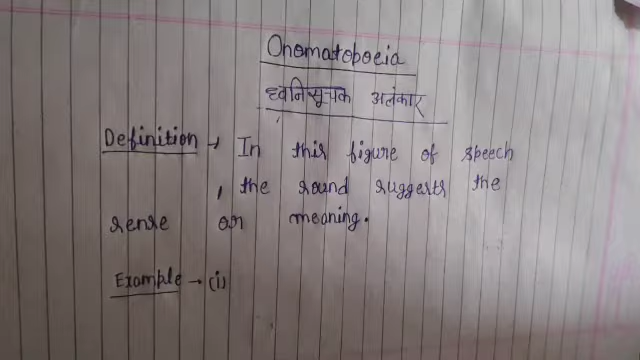 Onomatopoeia
ध्वनिसूचक अलंकार
Definition → In this figure of speech
, the sound suggests the
sense or meaning.
Example → (i)